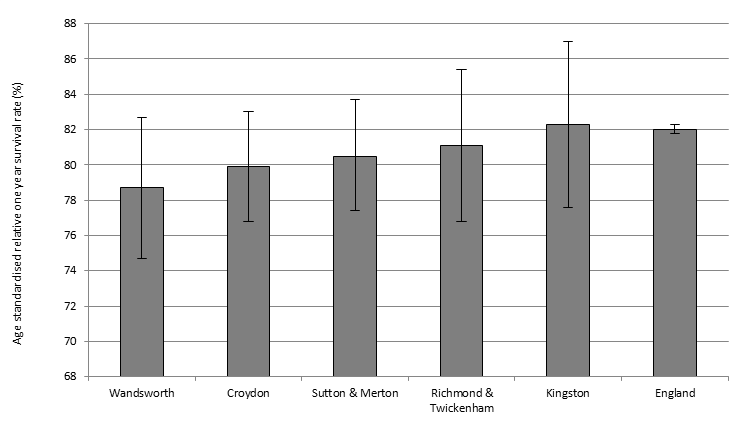 88
86
84
82
80
78
76
74
72
70
68
Age standardised relative one year survival rate (%)
Wandsworth
Croydon
Sutton & Merton
Richmond &
Twickenham
Kingston
England